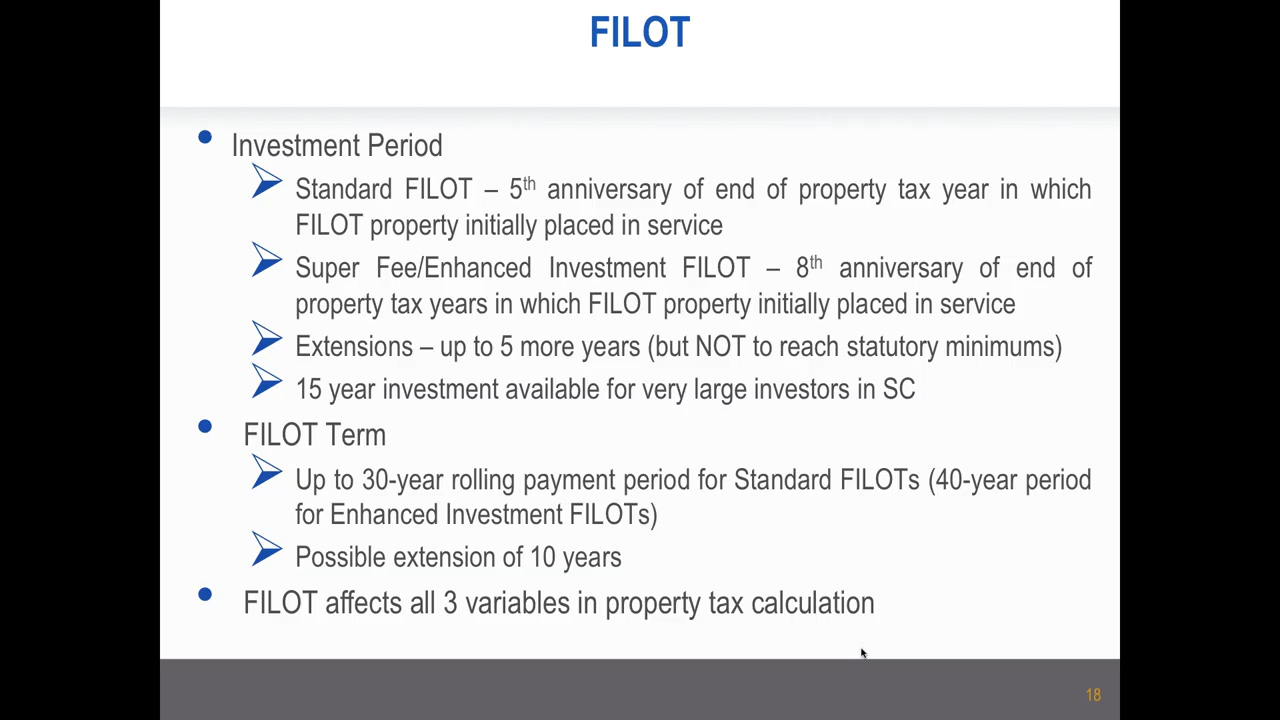 FILOT
• Investment Period
Standard FILOT – 5th anniversary of end of property tax year in which
FILOT property initially placed in service
Super Fee/Enhanced Investment FILOT – 8th anniversary of end of
property tax years in which FILOT property initially placed in service
Extensions – up to 5 more years (but NOT to reach statutory minimums)
15 year investment available for very large investors in SC
• FILOT Term
Up to 30-year rolling payment period for Standard FILOTs (40-year period
for Enhanced Investment FILOTs)
Possible extension of 10 years
• FILOT affects all 3 variables in property tax calculation
18